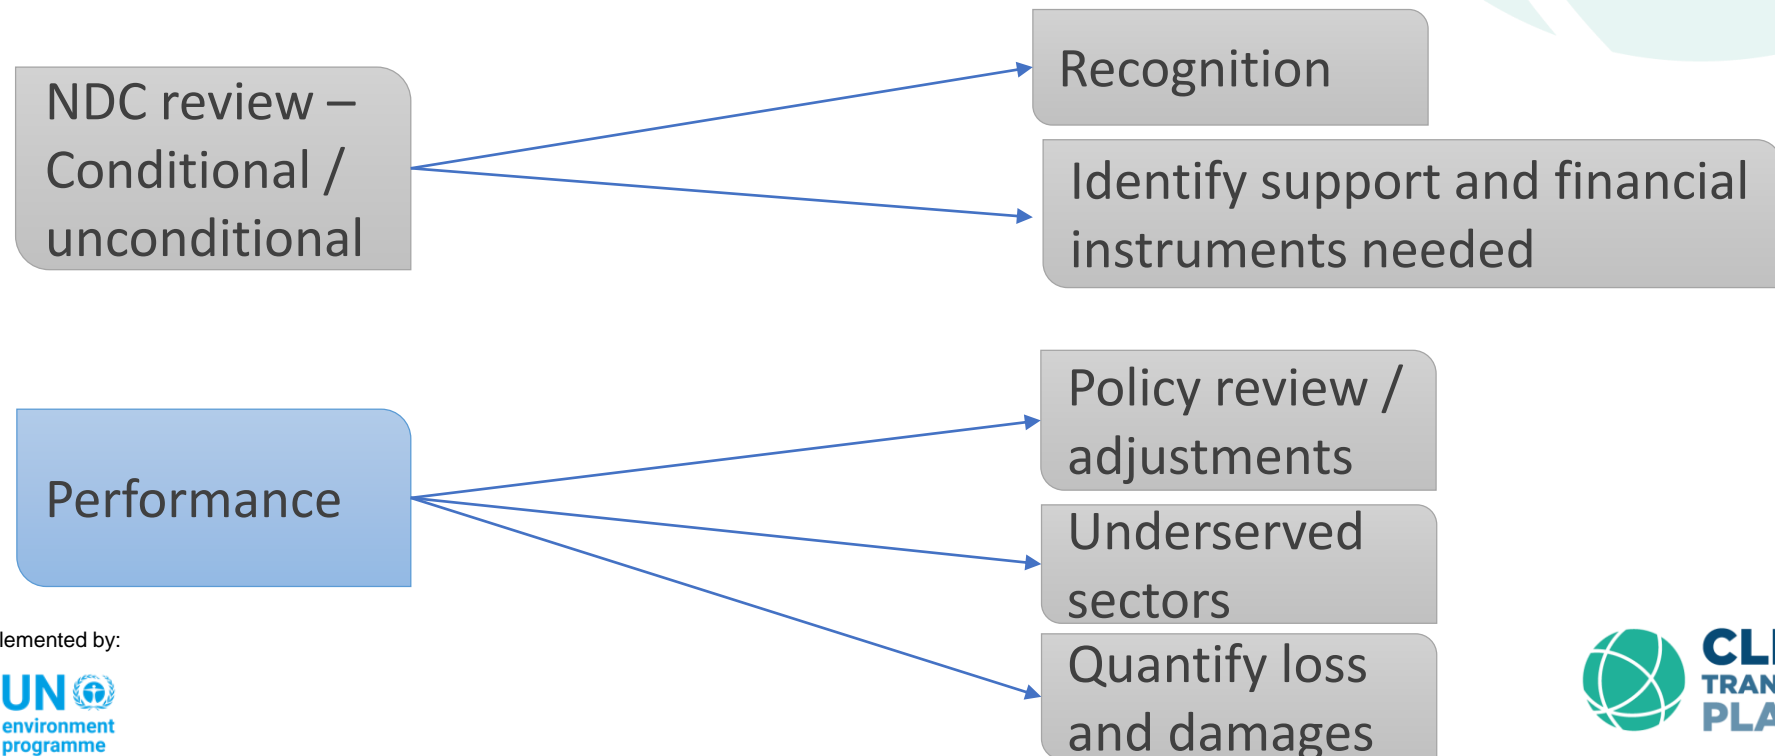 NDC review –
Conditional /
unconditional
Recognition
Identify support and financial
instruments needed
Performance
Policy review /
adjustments
Underserved
sectors
Quantify loss
and damages
lemented by:
UN
environment
programme
CL
TRAN
PLA